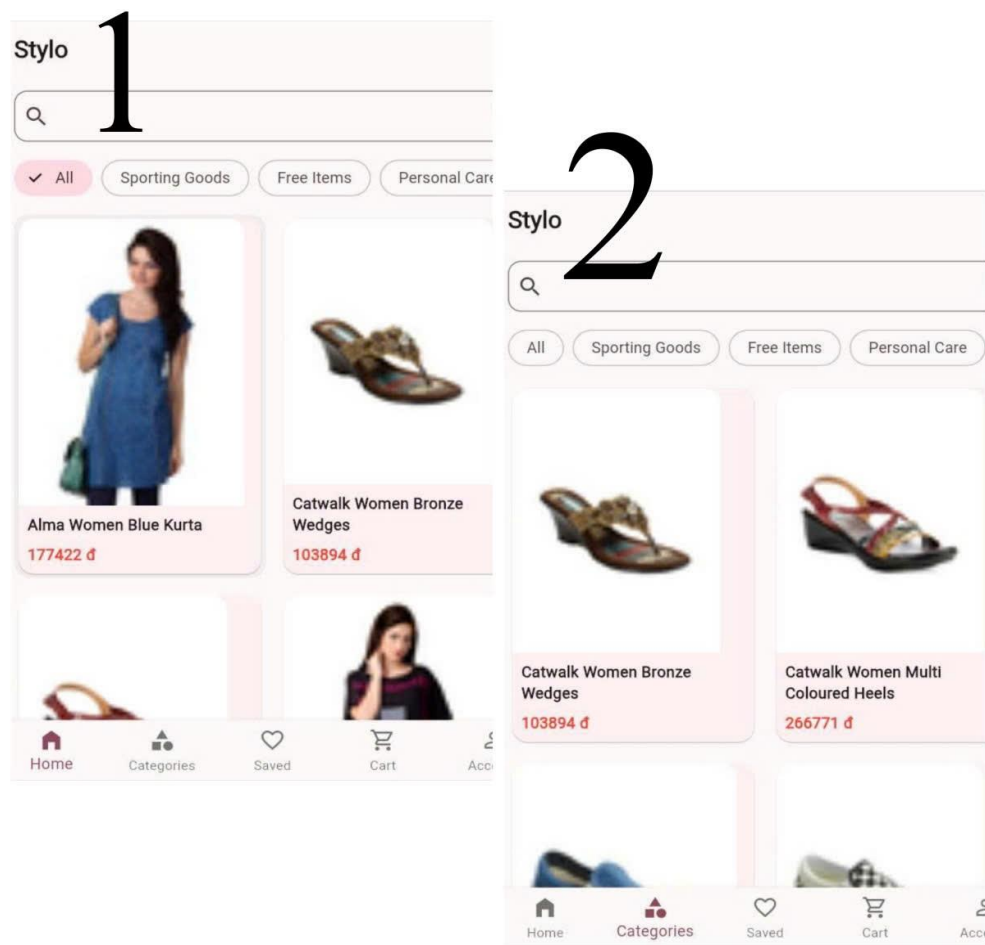 1
Stylo
All
Sporting Goods
Free Items
Personal Care
Alma Women Blue Kurta
177422 đ
Catwalk Women Bronze
Wedges
103894 đ
Home
Categories
Saved
Cart
Acc
2
Stylo
All
Sporting Goods
Free Items
Personal Care
Catwalk Women Bronze
Wedges
103894 đ
Catwalk Women Multi
Coloured Heels
266771 đ
Home
Categories
Saved
Cart
Acc